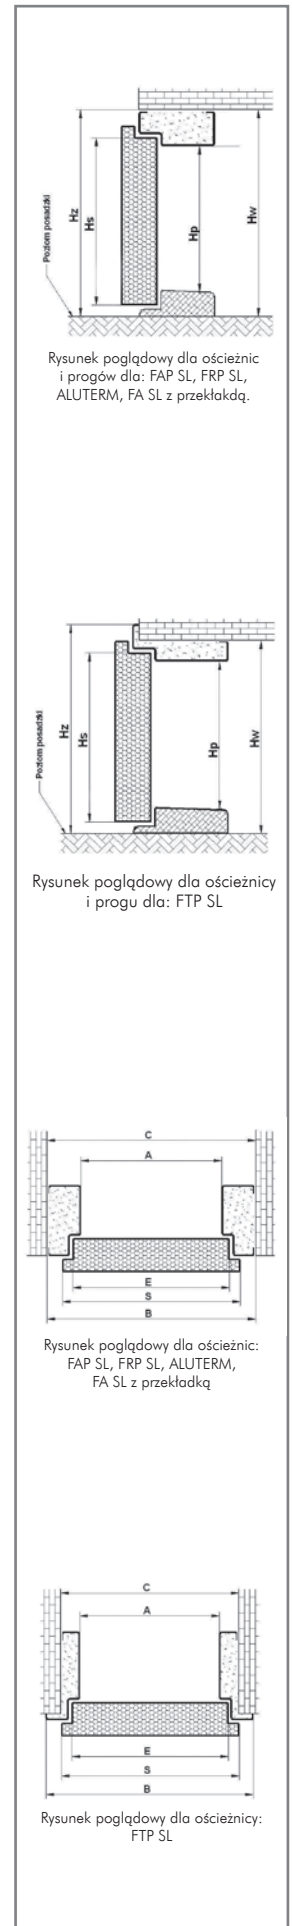 Poziom posadzki
Hz
Hs
Hp
Hw
Rysunek poglądowy dla ościeżnic
i progów dla: FAP SL, FRP SL,
ALUTERM, FA SL z przekłakdą.
Poziom posadzki
Hz
Hs
Hp
Hw
Rysunek poglądowy dla ościeżnicy
i progu dla: FTP SL
C
A
E
S
B
Rysunek poglądowy dla ościeżnic:
FAP SL, FRP SL, ALUTERM,
FA SL z przekładką
C
A
E
S
B
Rysunek poglądowy dla ościeżnicy:
FTP SL